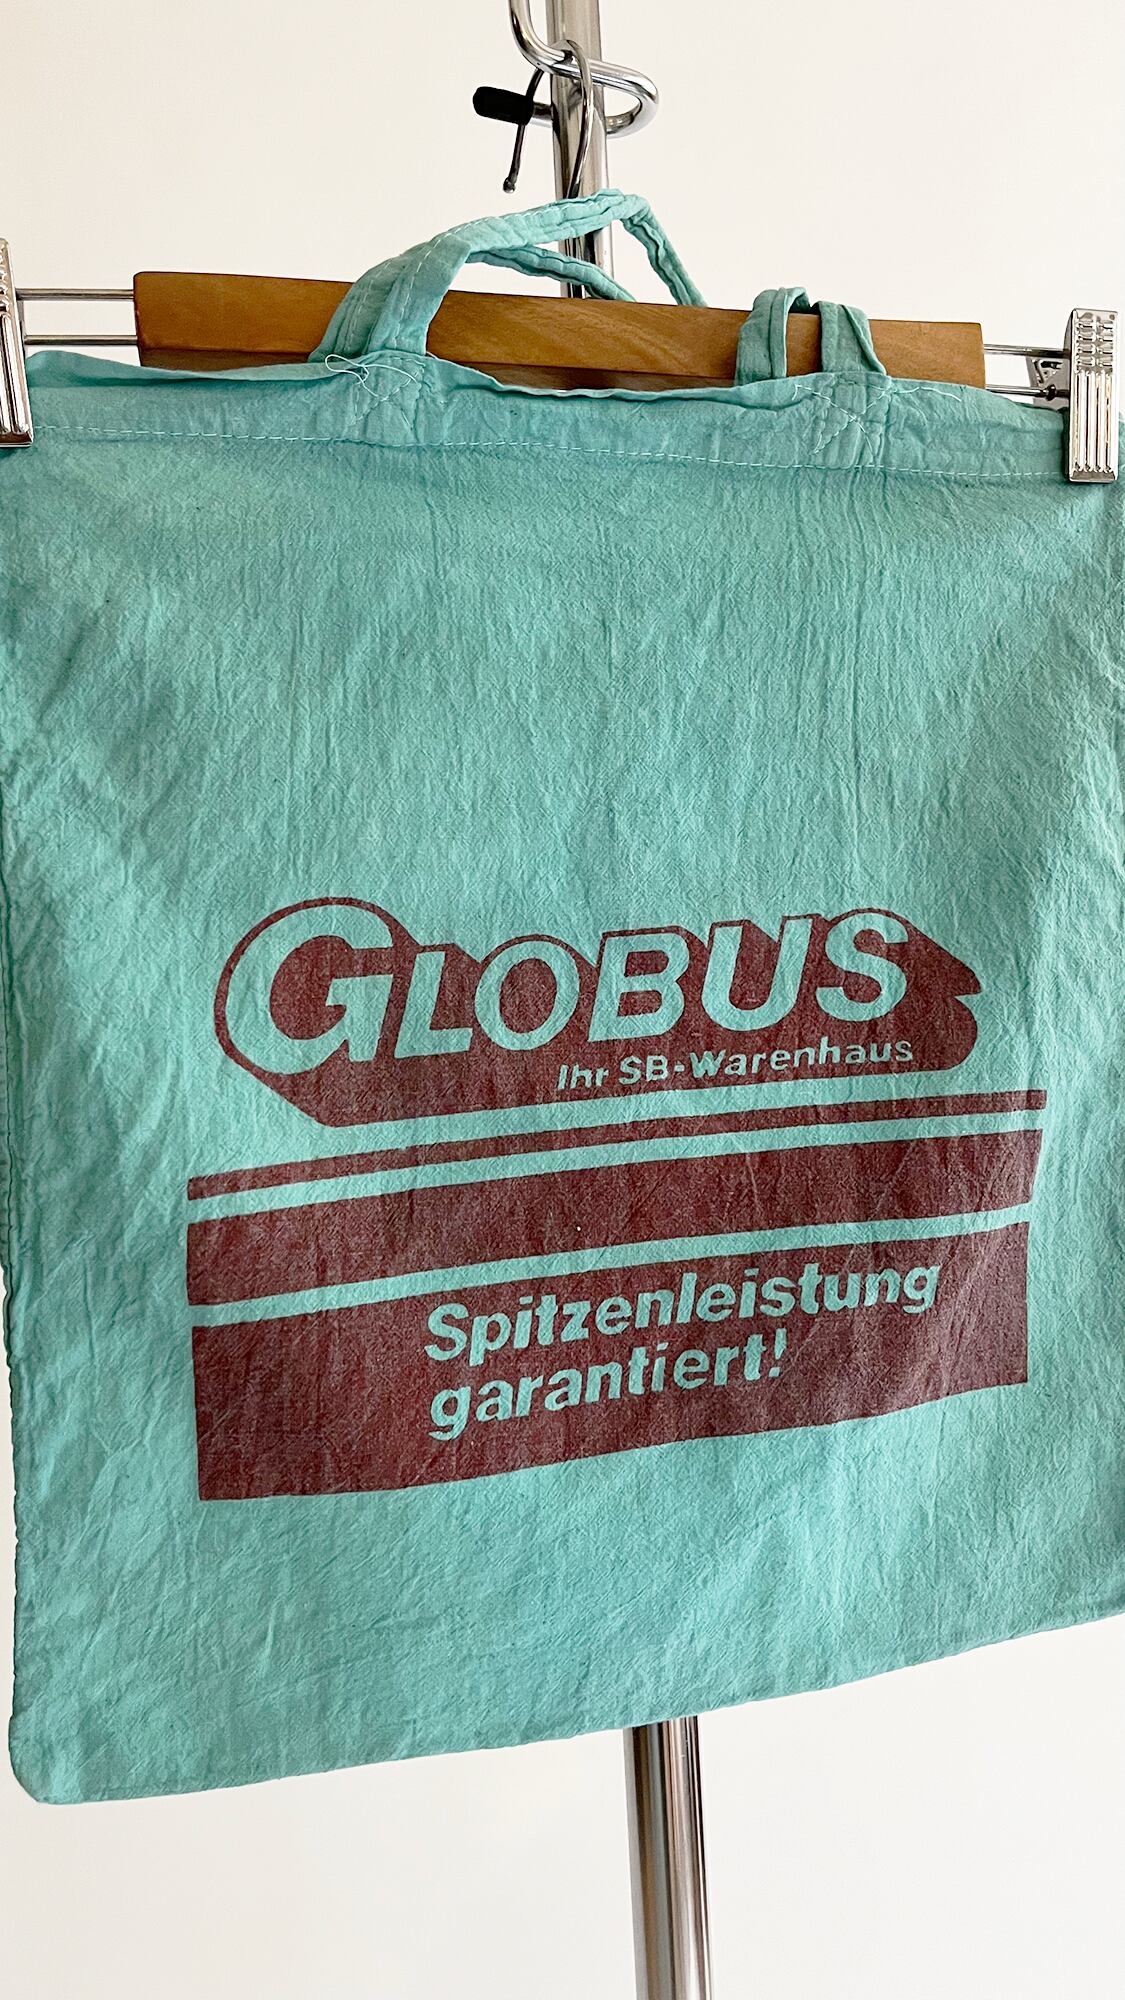 GLOBUS
Ihr SB-Warenhaus
Spitzenleistung
garantiert!